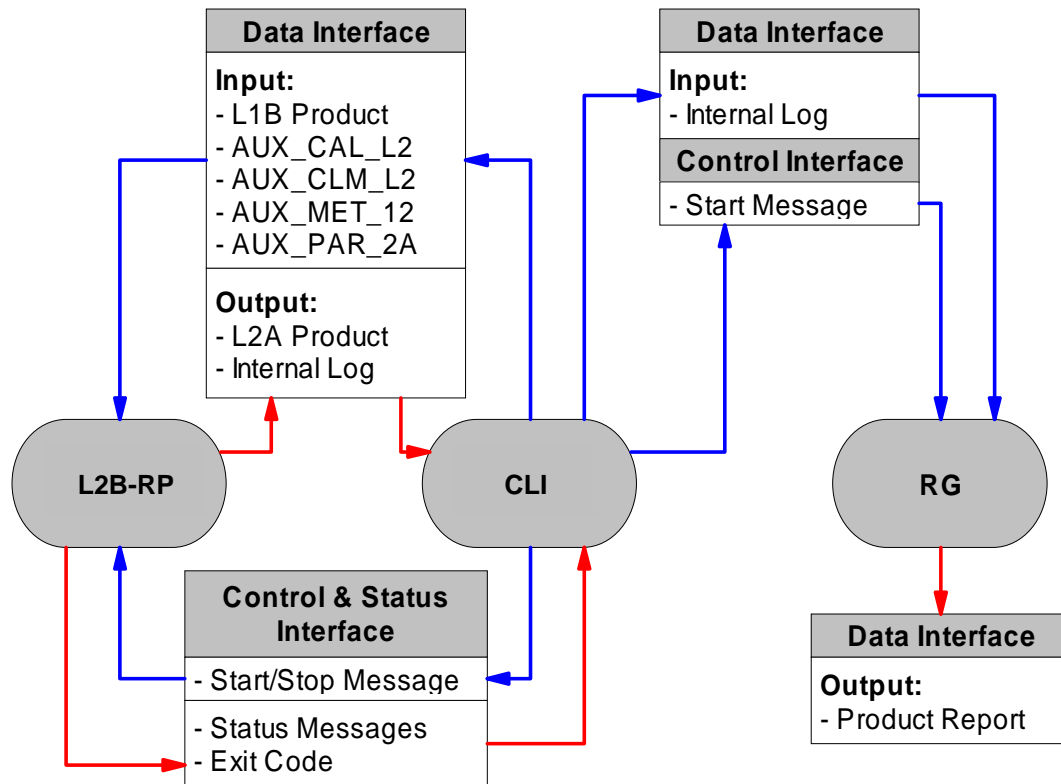 Data Interface
Input:
- L1B Product
- AUX_CAL_L2
- AUX_CLM_L2
- AUX_MET_12
- AUX_PAR_2A
Output:
- L2A Product
- Internal Log
Data Interface
Input:
- Internal Log
Control Interface
- Start Message
L2B-RP
CLI
RG
Control & Status
Interface
- Start/Stop Message
- Status Messages
- Exit Code
Data Interface
Output:
- Product Report